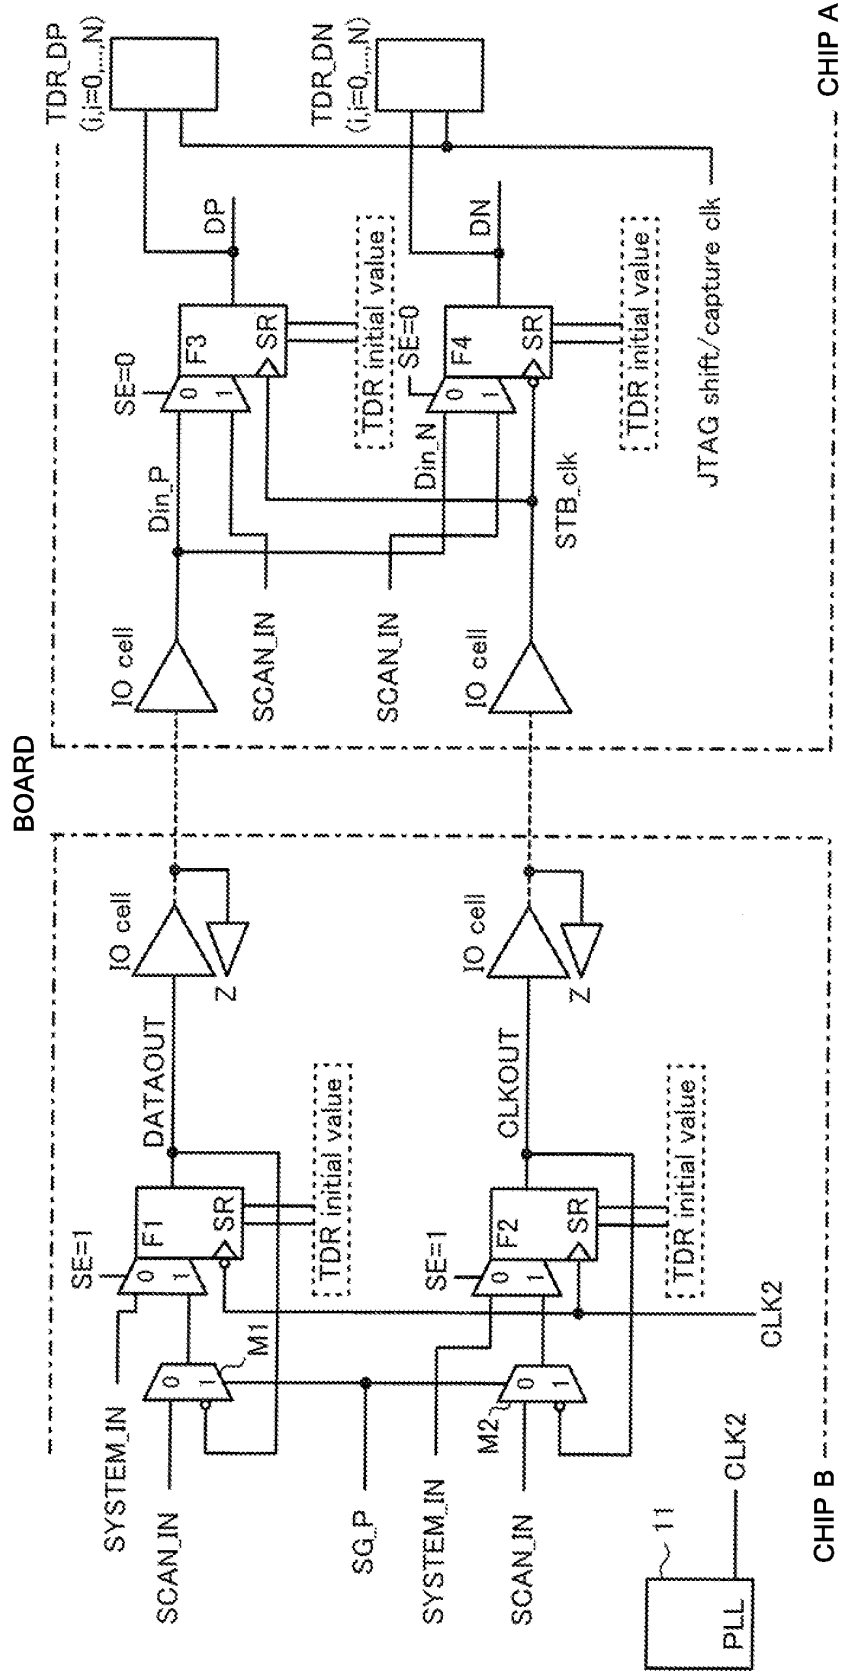 BOARD
SYSTEM_IN
SCAN_IN
SE=1
0
1
F1
SR
0
1
M1
TDR initial value
DATAOUT
IO cell
Z
SG_P
SYSTEM_IN
SCAN_IN
M2
SE=1
0
1
F2
SR
0
1
TDR initial value
CLKOUT
IO cell
Z
CLK2
PLL
11
CLK2
CHIP B
IO cell
Din_P
SCAN_IN
SE=0
0
1
F3
SR
TDR initial value
DP
TDR_DP
(i,i=0,...,N)
SCAN_IN
Din_N
SE=0
0
1
F4
SR
TDR initial value
DN
TDR_DN
(i,i=0,...,N)
IO cell
STB_clk
JTAG shift/capture clk
CHIP A